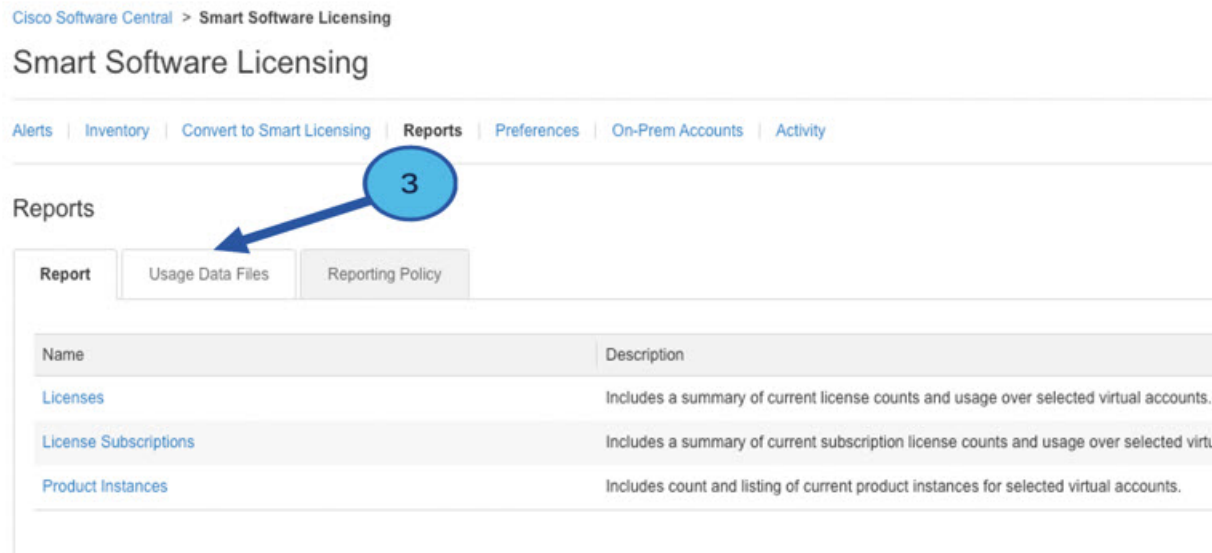 Cisco Software Central > Smart Software Licensing
Smart Software Licensing
Alerts | Inventory | Convert to Smart Licensing | Reports | Preferences | On-Prem Accounts | Activity
3
Reports
Report Usage Data Files Reporting Policy
Name Description
Licenses Includes a summary of current license counts and usage over selected virtual accounts.
License Subscriptions Includes a summary of current subscription license counts and usage over selected virtu
Product Instances Includes count and listing of current product instances for selected virtual accounts.